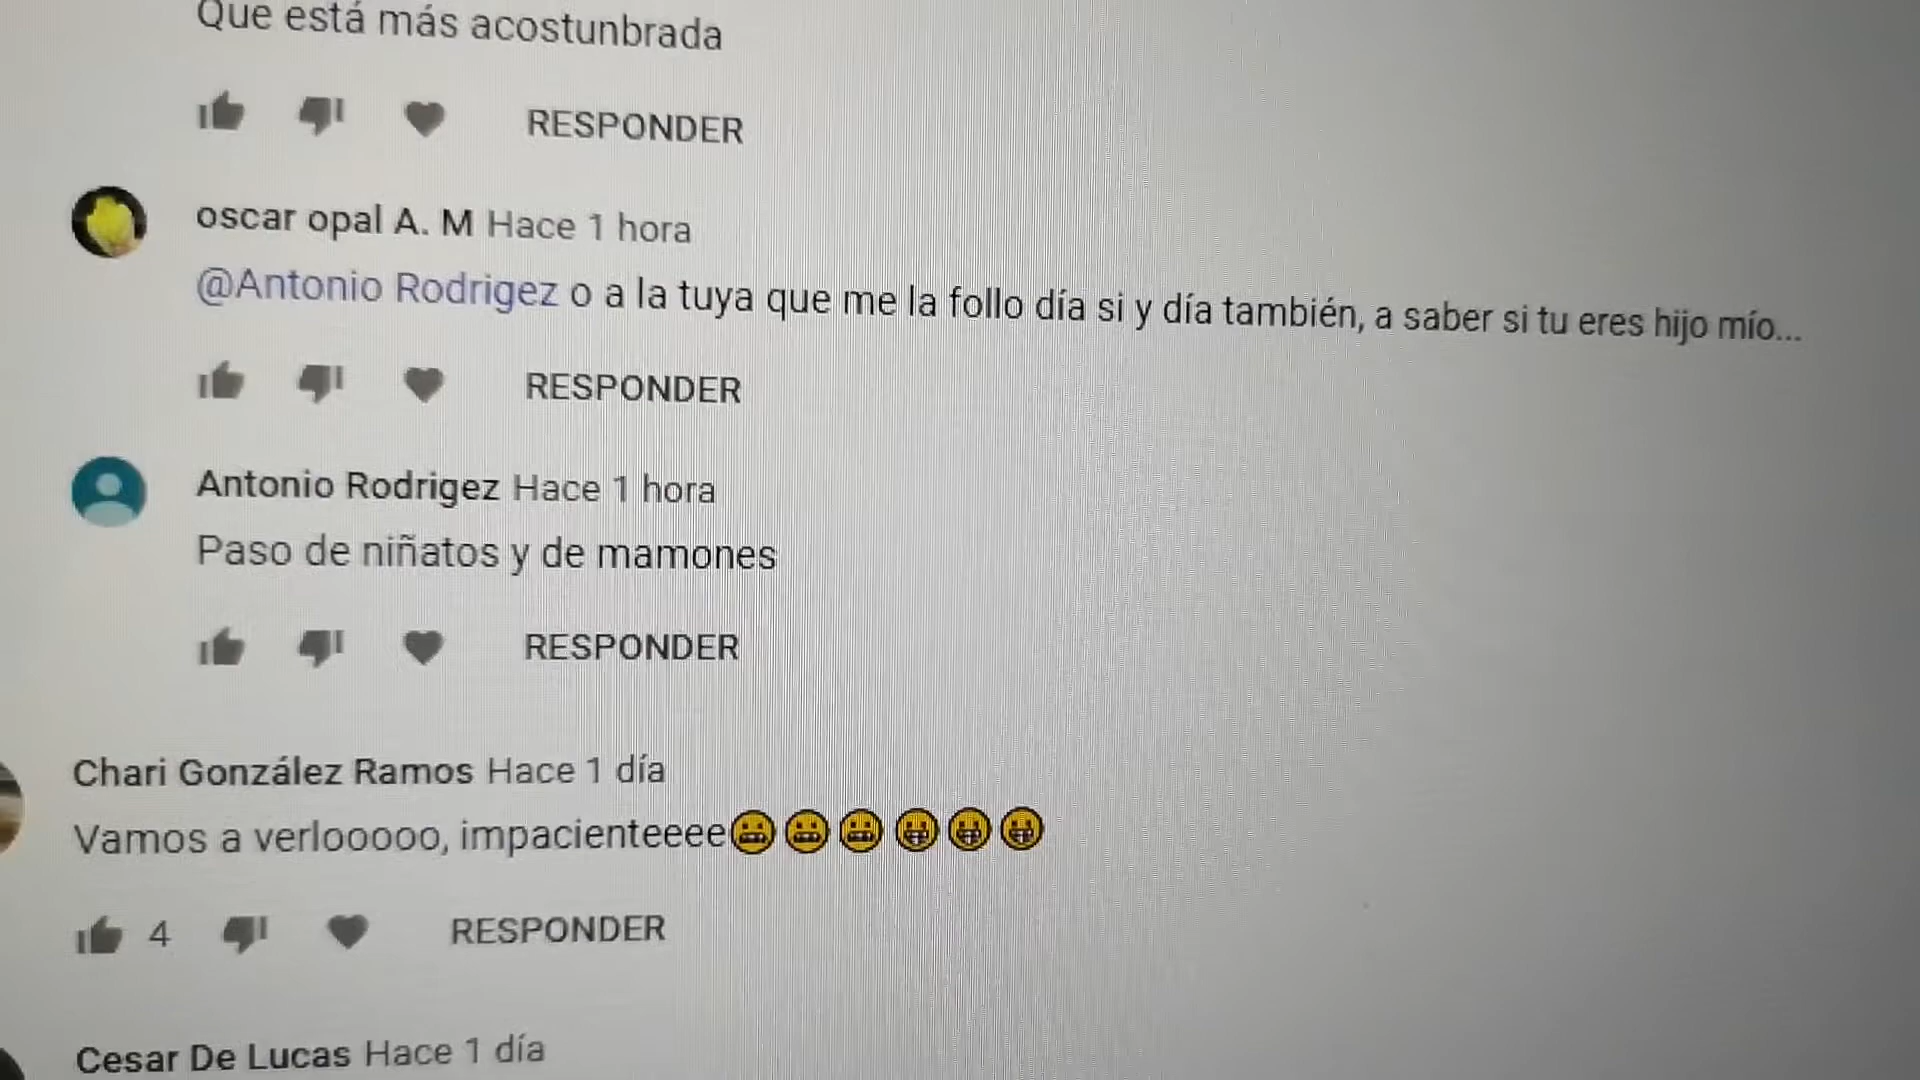 Que está más acostunbrada
RESPONDER
oscar opal A. M Hace 1 hora
@Antonio Rodrigez o a la tuya que me la follo día si y día también, a saber si tu eres hijo mío...
RESPONDER
Antonio Rodrigez Hace 1 hora
Paso de niñatos y de mamones
RESPONDER
Chari González Ramos Hace 1 día
Vamos a verlooooo, impacienteeee😬😬😬😁😁😁
4 RESPONDER
Cesar De Lucas Hace 1 día